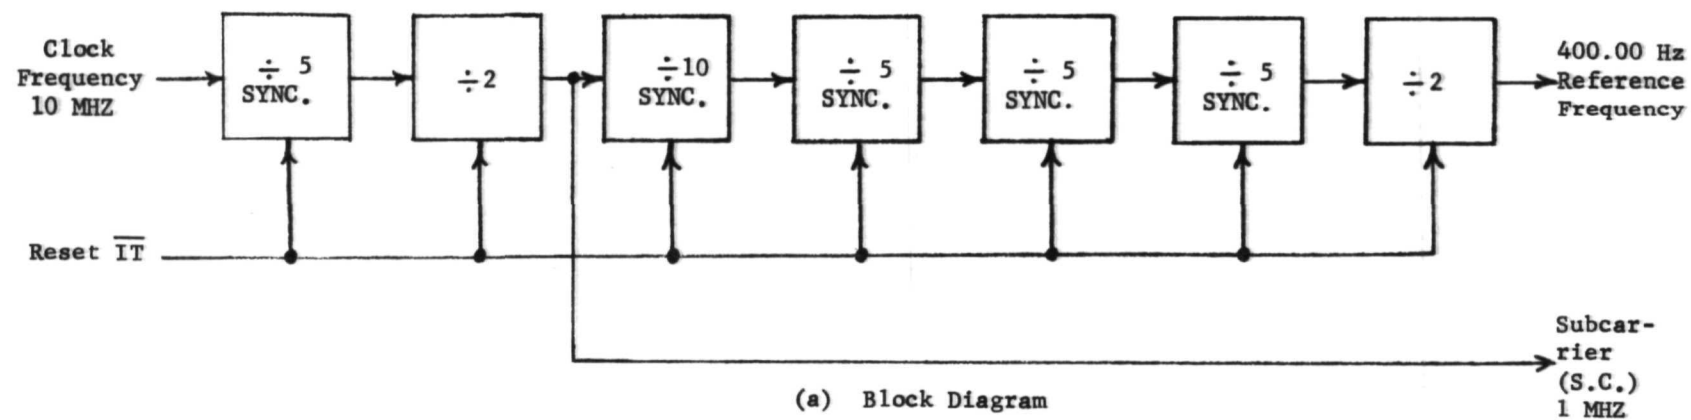 Clock
Frequency
10 MHZ
÷ 5
SYNC.
÷2
÷10
SYNC.
÷ 5
SYNC.
÷ 5
SYNC.
÷ 5
SYNC.
÷2
400.00 Hz
Reference
Frequency
Reset I̅T̅
Subcar-
rier
(S.C.)
1 MHZ
(a) Block Diagram